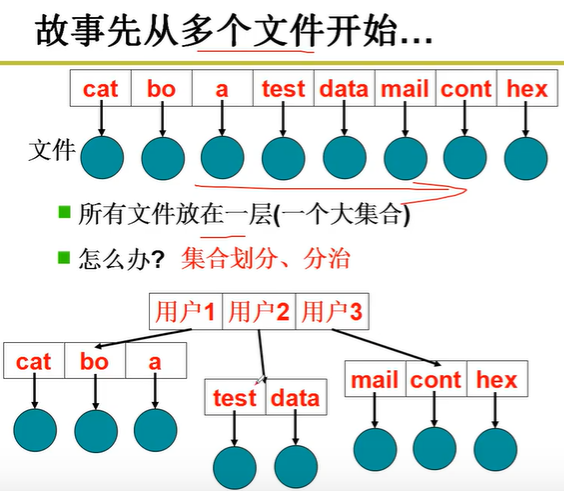 故事先从多个文件开始...
cat bo a test data mail cont hex
文件
所有文件放在一层(一个大集合)
怎么办? 集合划分、分治
用户1 用户2 用户3
cat bo a
test data
mail cont hex